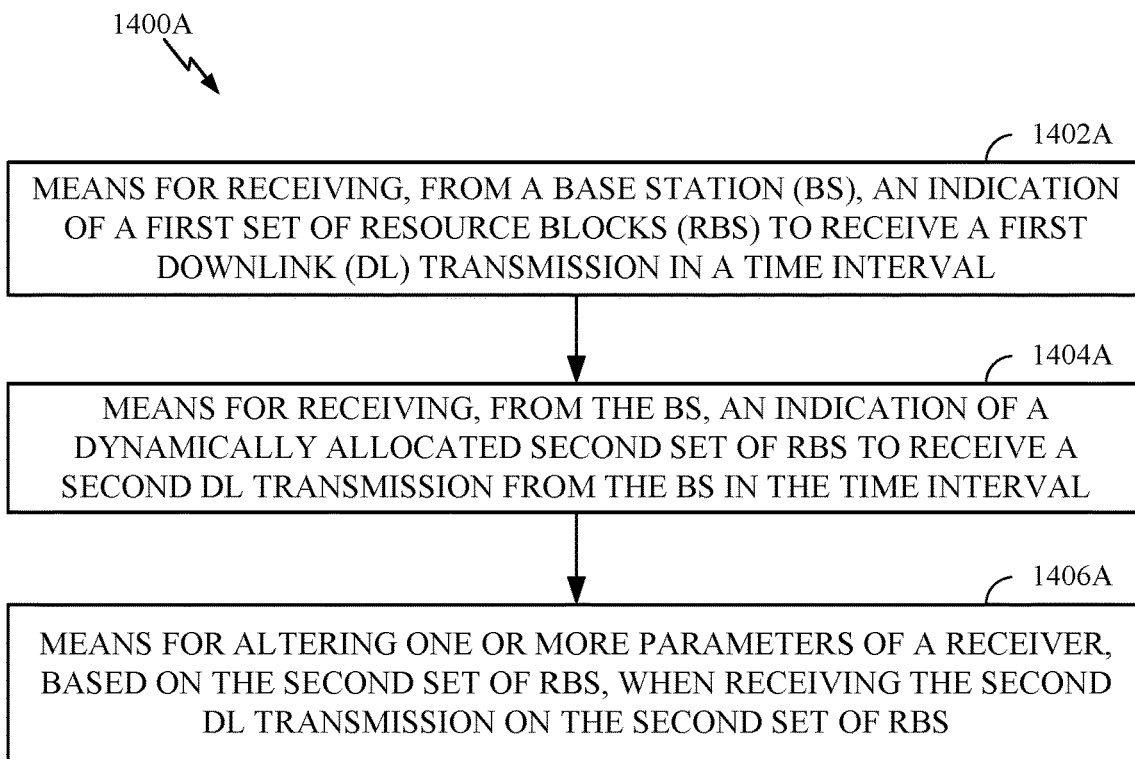 1400A
1402A
MEANS FOR RECEIVING, FROM A BASE STATION (BS), AN INDICATION
OF A FIRST SET OF RESOURCE BLOCKS (RBS) TO RECEIVE A FIRST
DOWNLINK (DL) TRANSMISSION IN A TIME INTERVAL
1404A
MEANS FOR RECEIVING, FROM THE BS, AN INDICATION OF A
DYNAMICALLY ALLOCATED SECOND SET OF RBS TO RECEIVE A
SECOND DL TRANSMISSION FROM THE BS IN THE TIME INTERVAL
1406A
MEANS FOR ALTERING ONE OR MORE PARAMETERS OF A RECEIVER,
BASED ON THE SECOND SET OF RBS, WHEN RECEIVING THE SECOND
DL TRANSMISSION ON THE SECOND SET OF RBS